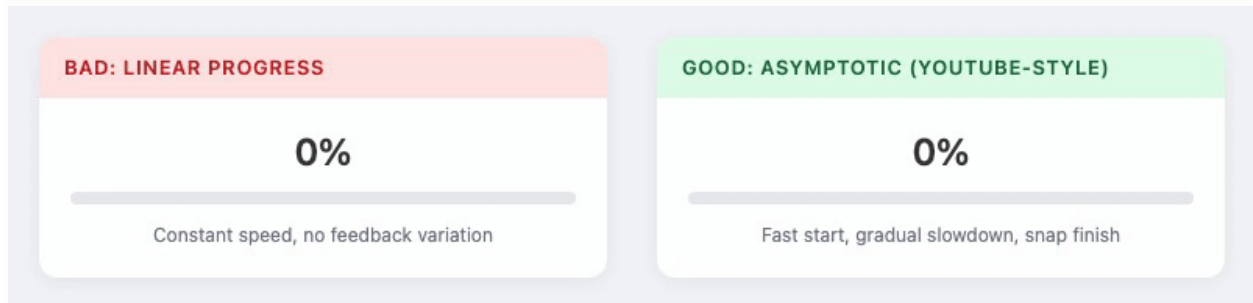 BAD: LINEAR PROGRESS
0%
Constant speed, no feedback variation
GOOD: ASYMPTOTIC (YOUTUBE-STYLE)
0%
Fast start, gradual slowdown, snap finish